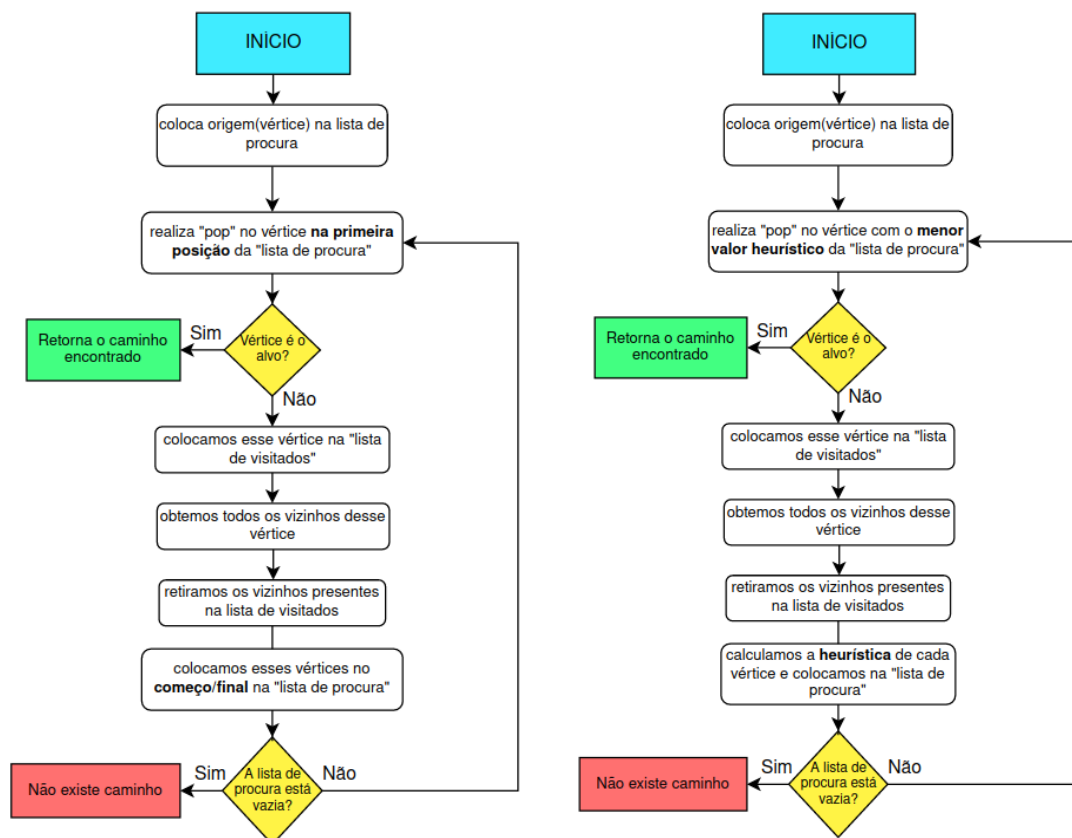 INÍCIO
coloca origem(vértice) na lista de
procura
realiza "pop" no vértice na primeira
posição da "lista de procura"
Vértice é o
alvo?
Sim
Retorna o caminho
encontrado
Não
colocamos esse vértice na "lista
de visitados"
obtemos todos os vizinhos desse
vértice
retiramos os vizinhos presentes
na lista de visitados
colocamos esses vértices no
começo/final na "lista de procura"
A lista de
procura está
vazia?
Sim
Não existe caminho
Não
INÍCIO
coloca origem(vértice) na lista de
procura
realiza "pop" no vértice com o menor
valor heurístico da "lista de procura"
Vértice é o
alvo?
Sim
Retorna o caminho
encontrado
Não
colocamos esse vértice na "lista
de visitados"
obtemos todos os vizinhos desse
vértice
retiramos os vizinhos presentes
na lista de visitados
calculamos a heurística de cada
vértice e colocamos na "lista de
procura"
A lista de
procura está
vazia?
Sim
Não existe caminho
Não